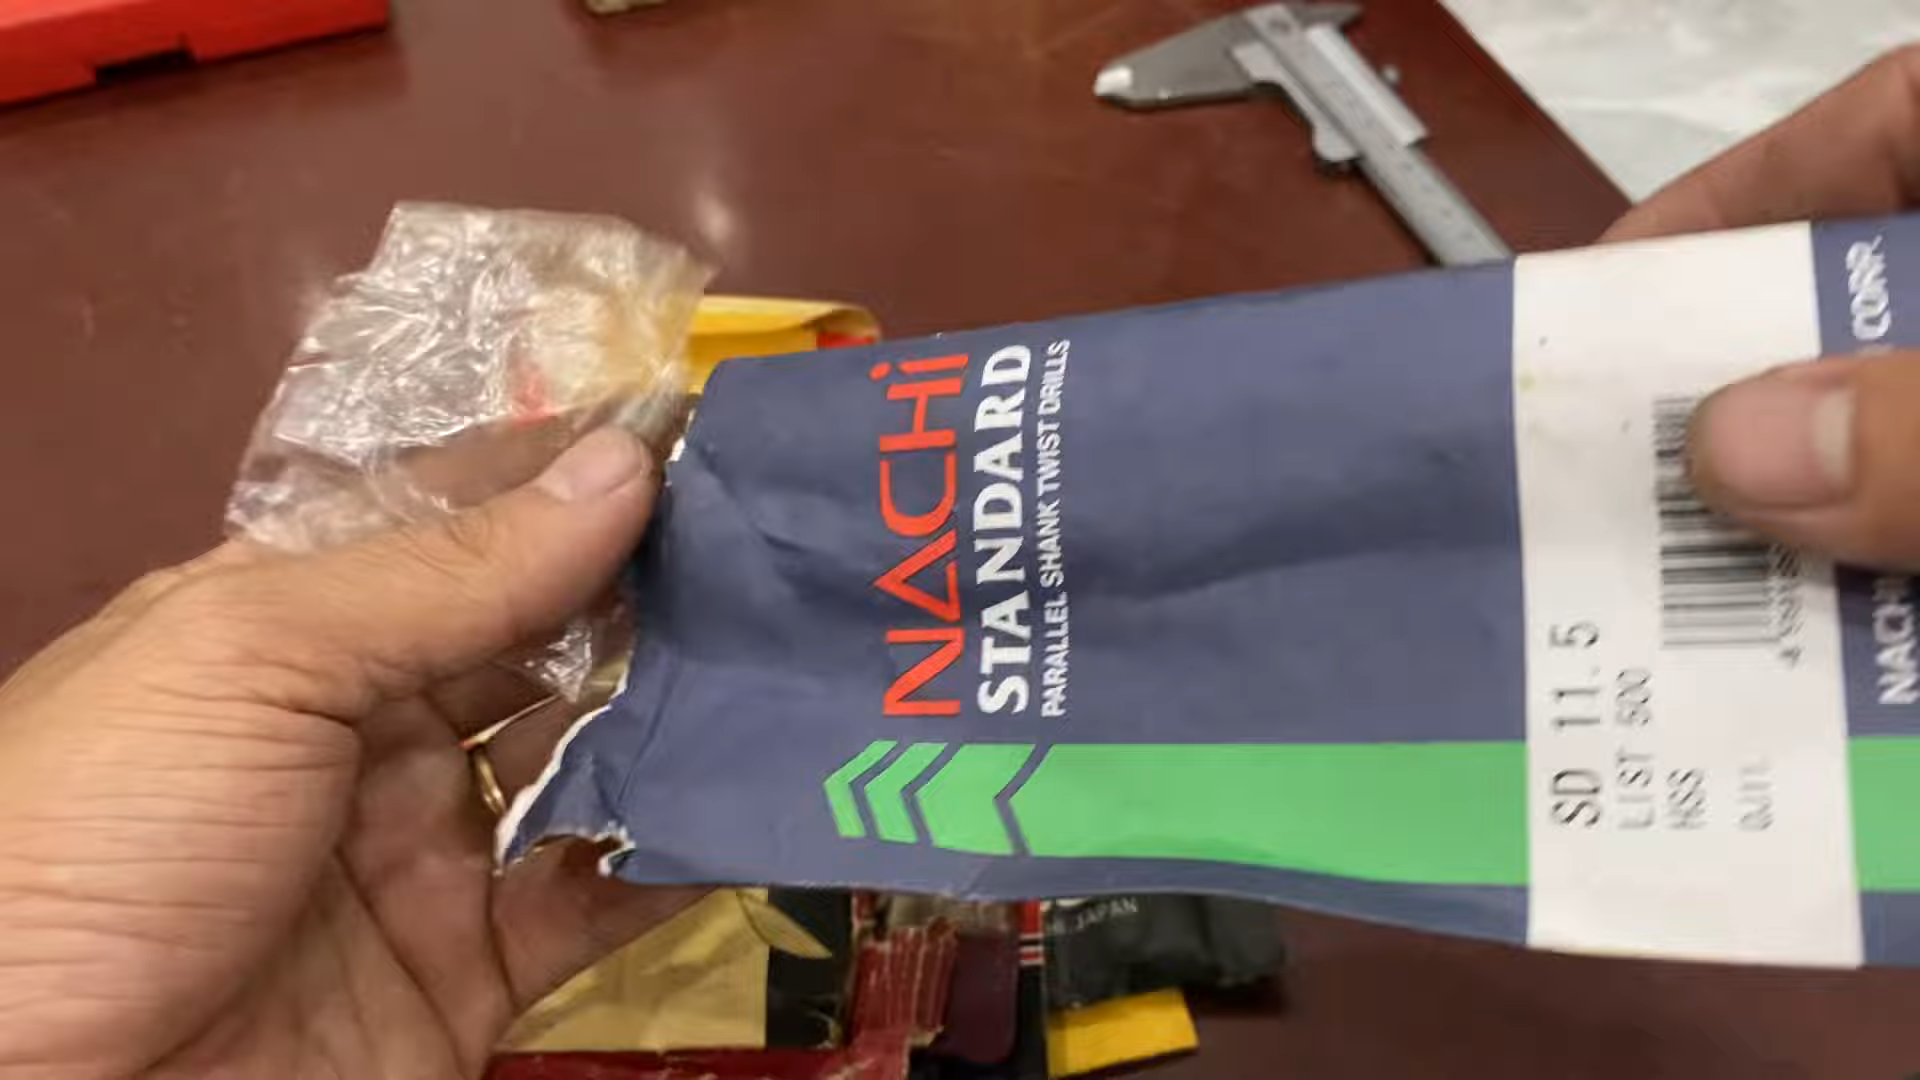 NACHi
STANDARD
PARALLEL SHANK TWIST DRILLS
SD 11.5
LIST 500
HSS
NACHI
CORP.
JAPAN